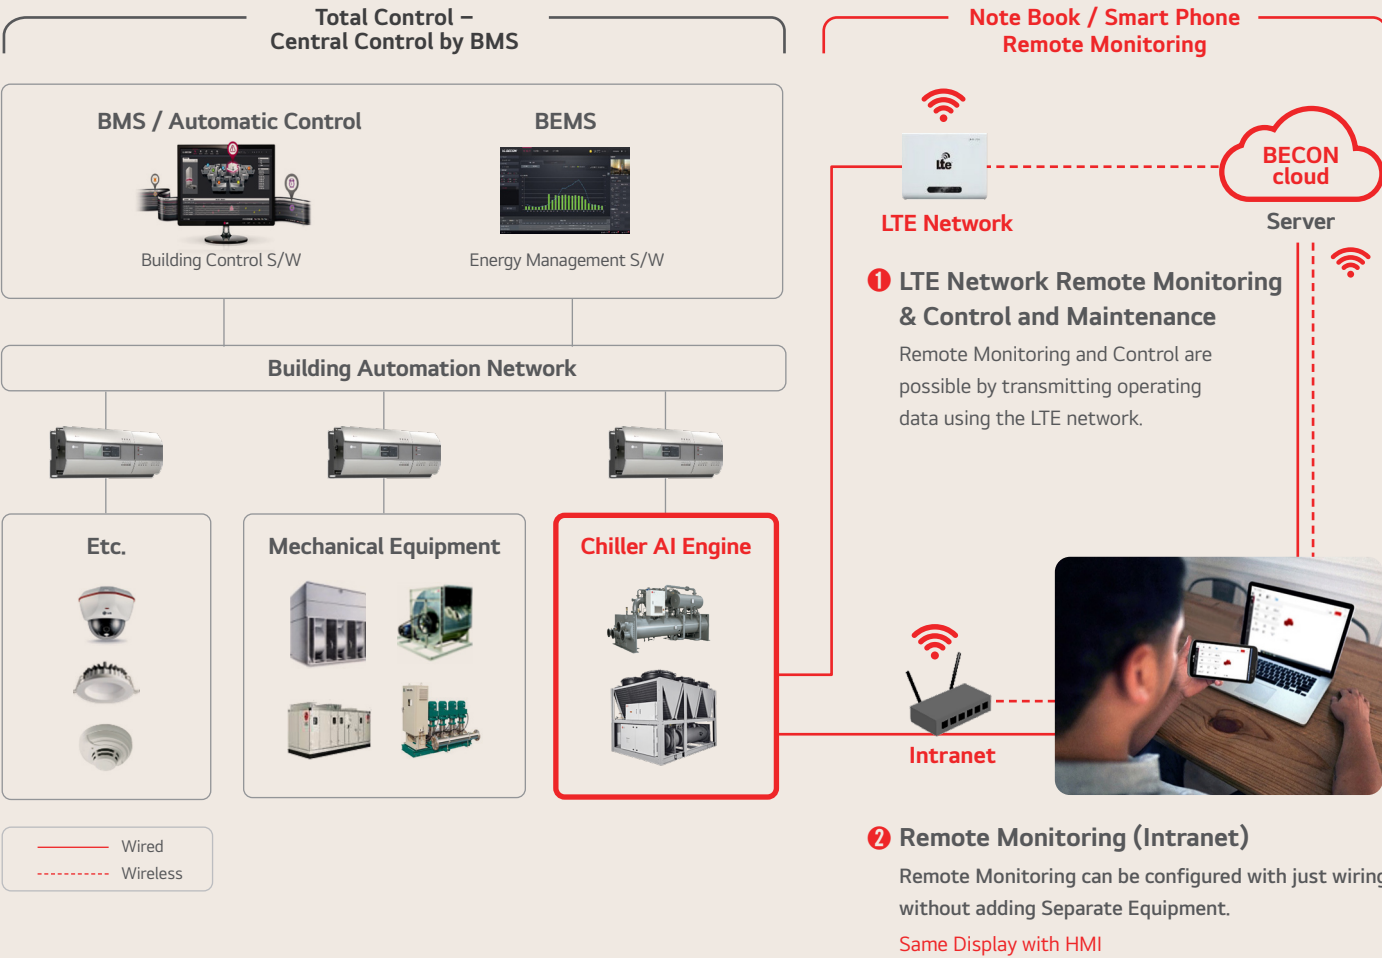 Total Control –
Central Control by BMS
Note Book / Smart Phone
Remote Monitoring
BMS / Automatic Control
BEMS
Building Control S/W
Energy Management S/W
Lte
LTE Network
BECON
cloud
Server
Building Automation Network
❶ LTE Network Remote Monitoring
& Control and Maintenance
Remote Monitoring and Control are
possible by transmitting operating
data using the LTE network.
Etc.
Mechanical Equipment
Chiller AI Engine
Intranet
Wired
Wireless
❷ Remote Monitoring (Intranet)
Remote Monitoring can be configured with just wiring
without adding Separate Equipment.
Same Display with HMI